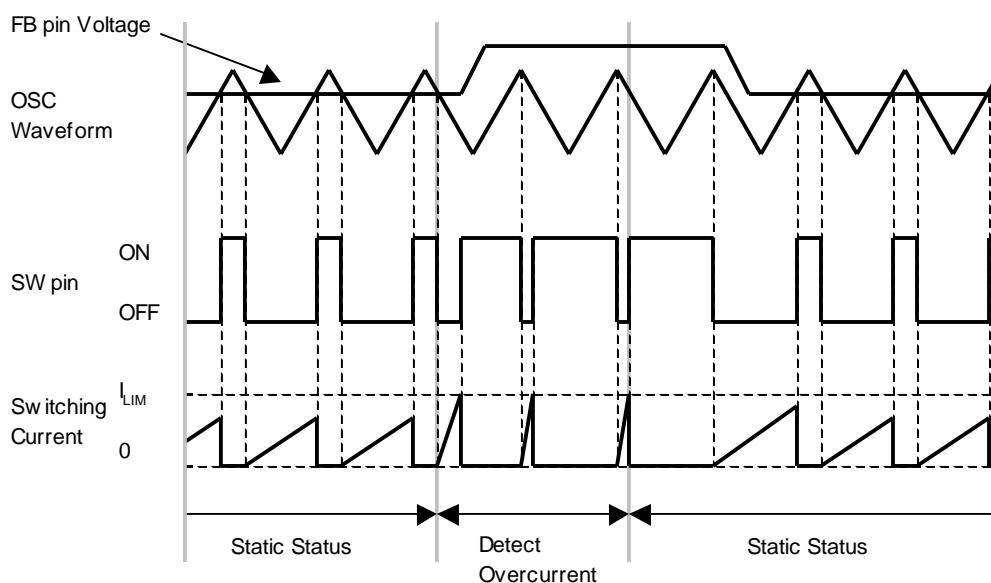 FB pin Voltage
OSC
Waveform
ON
SW pin
OFF
ILIM
Switching
Current
0
Static Status
Detect
Overcurrent
Static Status